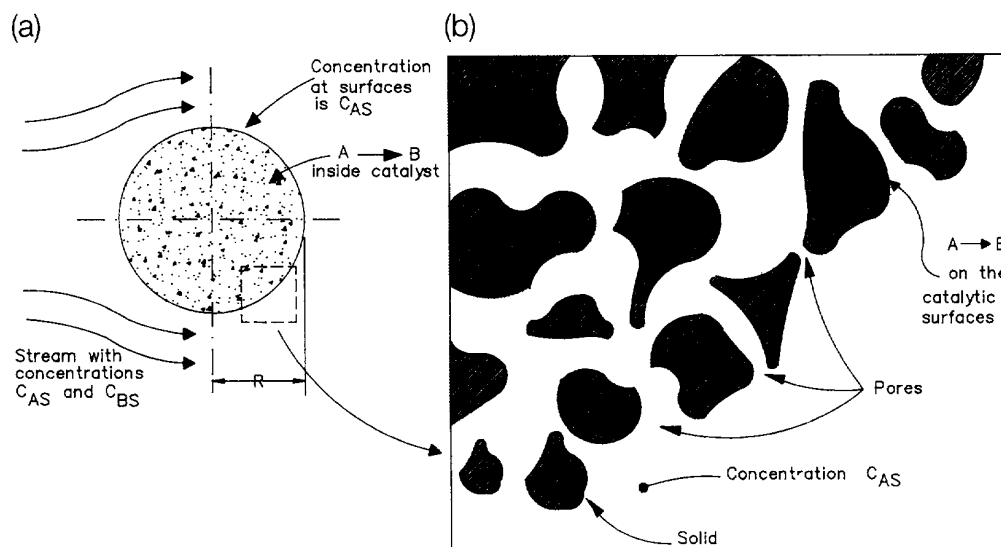 (a)
Concentration
at surfaces
is C_AS
A → B
inside catalyst
Stream with
concentrations
C_AS and C_BS
R
(b)
A → B
on the
catalytic
surfaces
Pores
Concentration C_AS
Solid